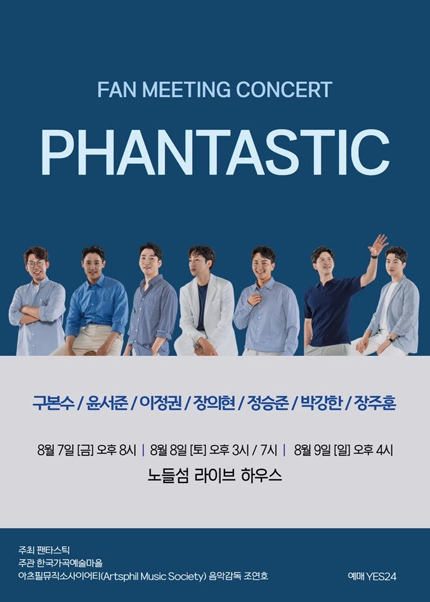 FAN MEETING CONCERT
PHANTASTIC
구본수 / 윤서준 / 이정권 / 장의현 / 정승준 / 박강한 / 장주훈
8월 7일 [금] 오후 8시 | 8월 8일 [토] 오후 3시 / 7시 | 8월 9일 [일] 오후 4시
노들섬 라이브 하우스
주최 팬타스틱
주관 한국가곡예술마을
아츠필뮤직소사이어티(Artsphil Music Society) 음악감독 조연호
예매 YES24